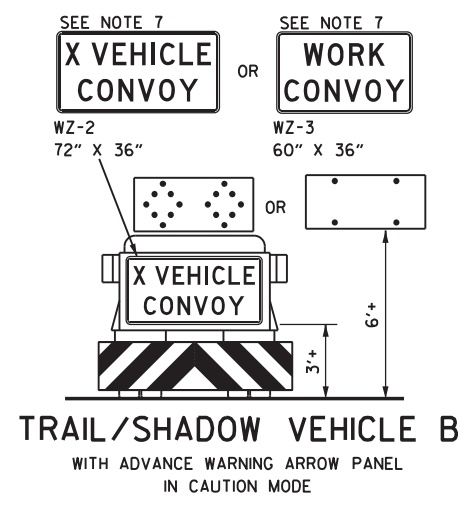 SEE NOTE 7
X VEHICLE
CONVOY
OR
SEE NOTE 7
WORK
CONVOY
WZ-2
72" X 36"
WZ-3
60" X 36"
OR
X VEHICLE
CONVOY
3'+
6'+
TRAIL/SHADOW VEHICLE B
WITH ADVANCE WARNING ARROW PANEL
IN CAUTION MODE